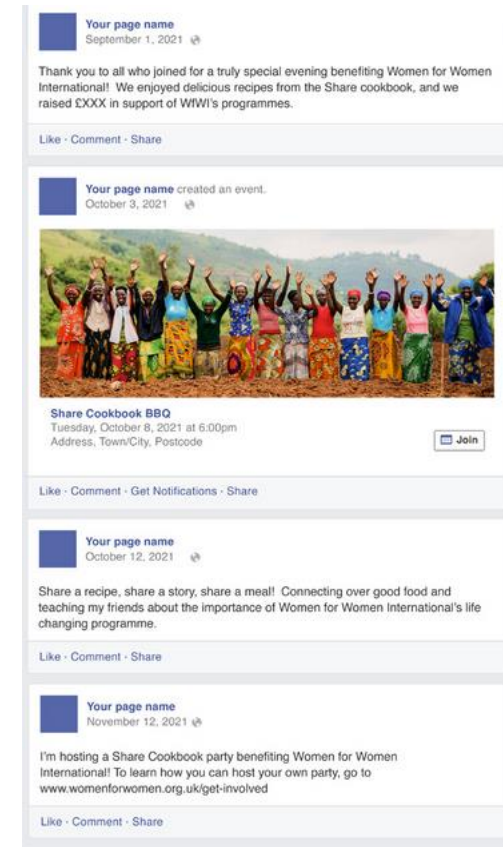 Your page name
September 1, 2021
Thank you to all who joined for a truly special evening benefiting Women for Women
International!  We enjoyed delicious recipes from the Share cookbook, and we
raised £XXX in support of WfWI's programmes.
Like · Comment · Share
Your page name created an event.
October 3, 2021
Share Cookbook BBQ
Tuesday, October 8, 2021 at 6:00pm
Address, Town/City, Postcode
Join
Like · Comment · Get Notifications · Share
Your page name
October 12, 2021
Share a recipe, share a story, share a meal!  Connecting over good food and
teaching my friends about the importance of Women for Women International's life
changing programme.
Like · Comment · Share
Your page name
November 12, 2021
I'm hosting a Share Cookbook party benefiting Women for Women
International! To learn how you can host your own party, go to
www.womenforwomen.org.uk/get-involved
Like · Comment · Share